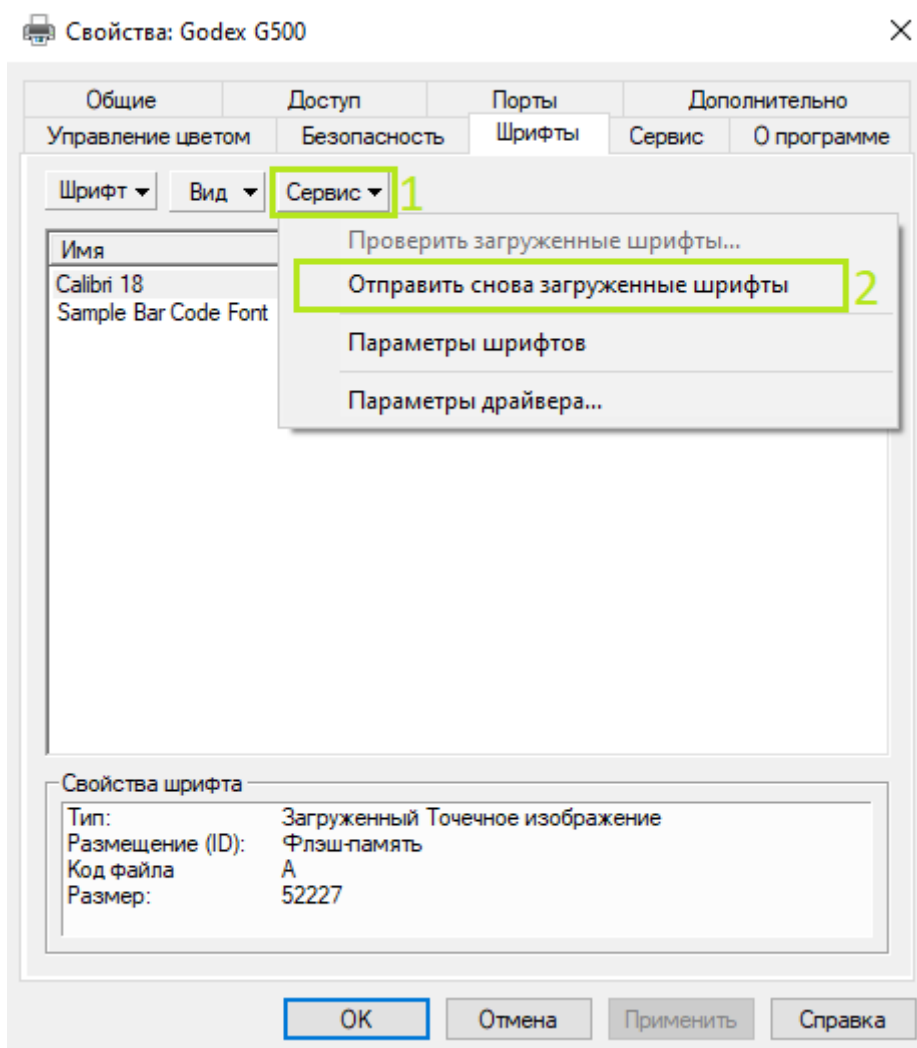 Свойства: Godex G500
Общие Доступ Порты Дополнительно
Управление цветом Безопасность Шрифты Сервис О программе
Шрифт Вид Сервис 1
Имя
Проверить загруженные шрифты...
Calibri 18
Отправить снова загруженные шрифты 2
Sample Bar Code Font
Параметры шрифтов
Параметры драйвера...
Свойства шрифта
Тип: Загруженный Точечное изображение
Размещение (ID): Флэш-память
Код файла A
Размер: 52227
OK Отмена Применить Справка